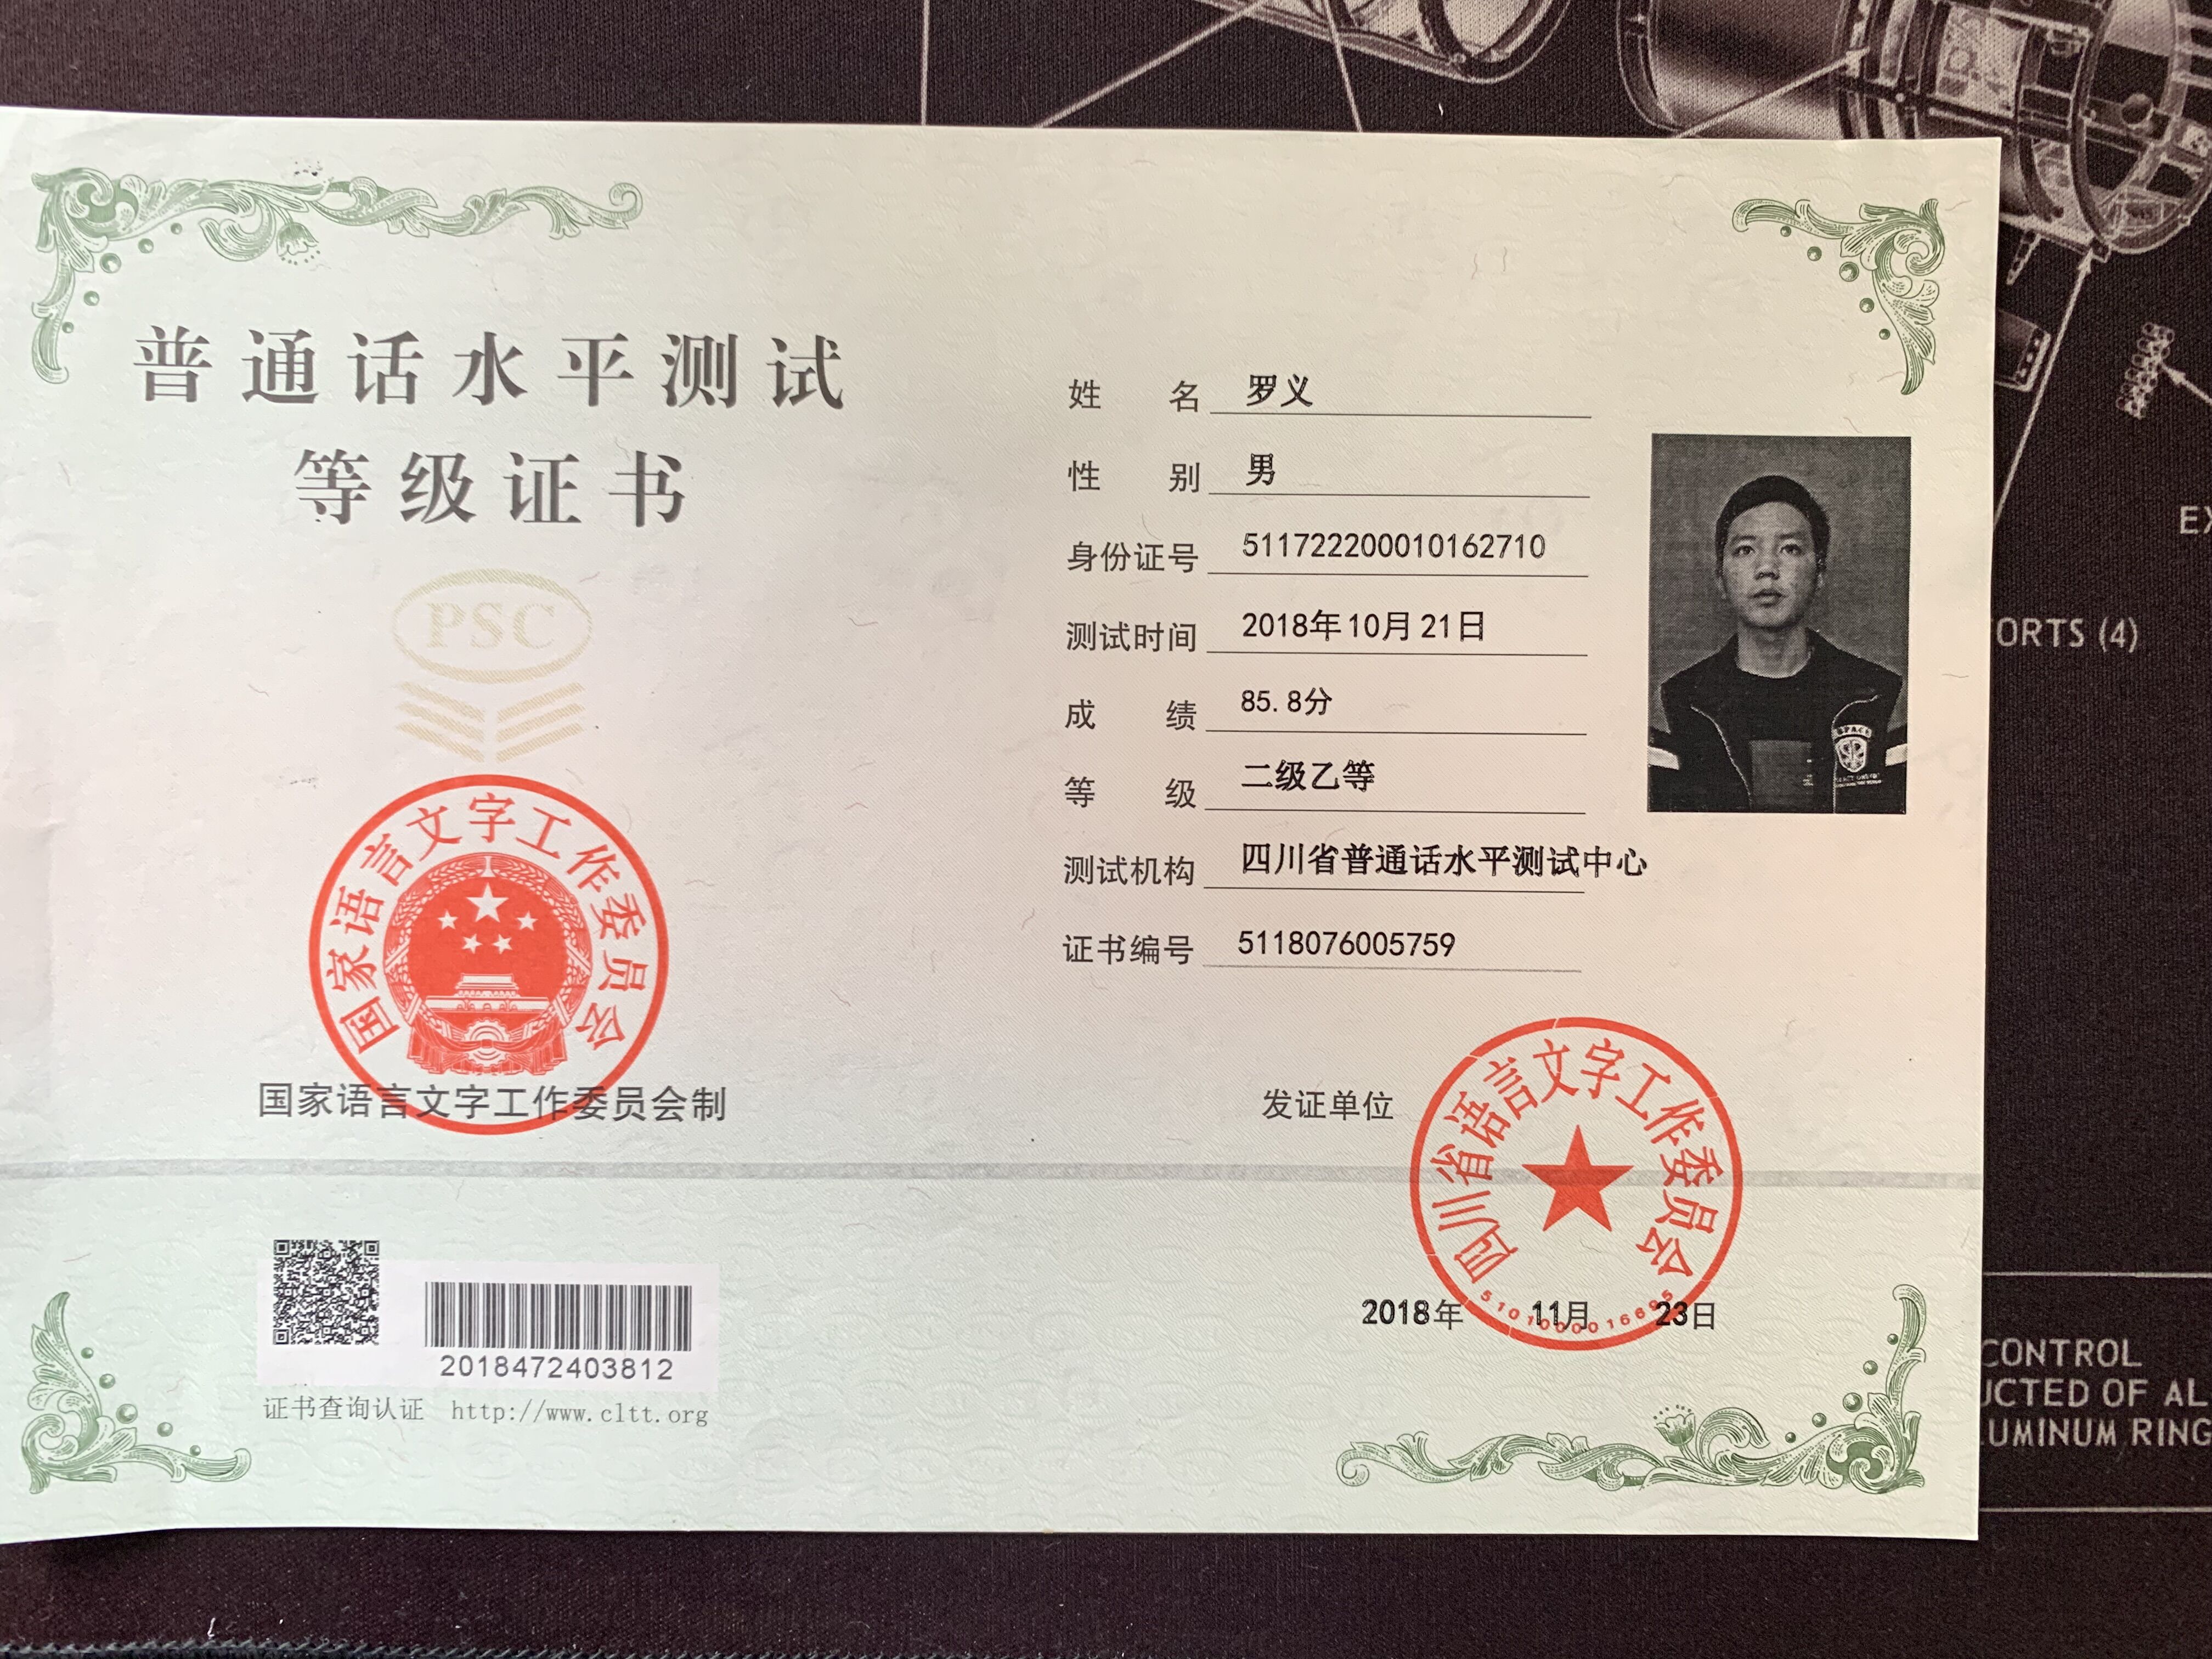 普通话水平测试
等级证书
PSC
国家语言文字工作委员会
国家语言文字工作委员会制
2018472403812
证书查询认证 http://www.cltt.org
姓 名 罗义
性 别 男
身份证号 511722200010162710
测试时间 2018年10月21日
成 绩 85.8分
等 级 二级乙等
测试机构 四川省普通话水平测试中心
证书编号 5118076005759
SPACE
发证单位
四川省语言文字工作委员会
2018年 11月 23日
EX
ORTS (4)
CONTROL
UCTED OF AL
UMINUM RING